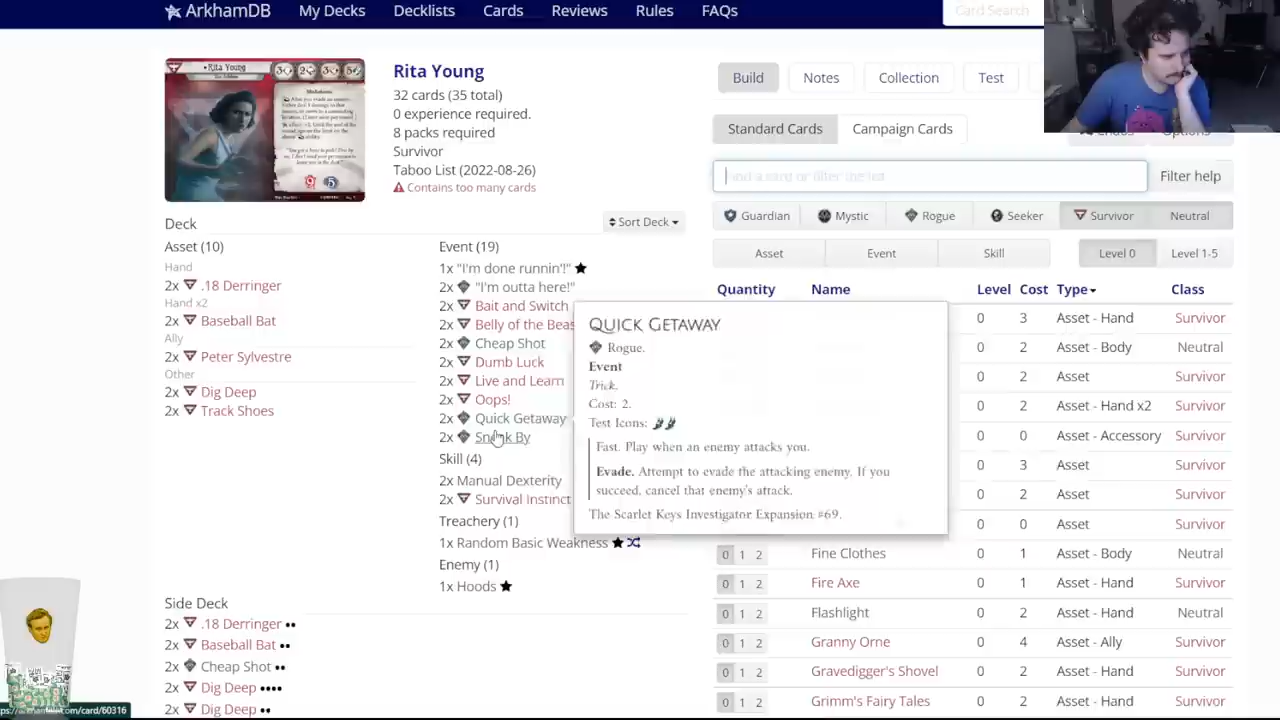 ArkhamDB My Decks Decklists Cards Reviews Rules FAQs Card Search
Rita Young
Rita Young
32 cards (35 total)
0 experience required.
8 packs required
Survivor
Taboo List (2022-08-26)
Contains too many cards
Build Notes Collection Test
Standard Cards Campaign Cards
Options
Find a card or filter the list Filter help
Guardian Mystic Rogue Seeker Survivor Neutral
Asset Event Skill Level 0 Level 1-5
Deck
Sort Deck
Asset (10)
Hand
2x .18 Derringer
Hand x2
2x Baseball Bat
Ally
2x Peter Sylvestre
Other
2x Dig Deep
2x Track Shoes
Event (19)
1x "I'm done runnin'!"
2x "I'm outta here!"
2x Bait and Switch
2x Belly of the Beas
2x Cheap Shot
2x Dumb Luck
2x Live and Learn
2x Oops!
2x Quick Getaway
2x Sneak By
Skill (4)
2x Manual Dexterity
2x Survival Instinct
Treachery (1)
1x Random Basic Weakness
Enemy (1)
1x Hoods
Side Deck
2x .18 Derringer
2x Baseball Bat
2x Cheap Shot
2x Dig Deep
2x Dig Deep
QUICK GETAWAY
Rogue.
Event
Trick.
Cost: 2.
Test Icons:
Fast. Play when an enemy attacks you.
Evade. Attempt to evade the attacking enemy. If you
succeed, cancel that enemy's attack.
The Scarlet Keys Investigator Expansion #69.
Quantity Name Level Cost Type Class
0 3 Asset - Hand Survivor
0 2 Asset - Body Neutral
0 2 Asset Survivor
0 2 Asset - Hand x2 Survivor
0 0 Asset - Accessory Survivor
0 3 Asset Survivor
0 2 Asset Survivor
0 0 Asset Survivor
0 1 2 Fine Clothes 0 1 Asset - Body Neutral
0 1 2 Fire Axe 0 1 Asset - Hand Survivor
0 1 2 Flashlight 0 2 Asset - Hand Neutral
0 1 2 Granny Orne 0 4 Asset - Ally Survivor
0 1 2 Gravedigger's Shovel 0 2 Asset - Hand Survivor
0 1 2 Grimm's Fairy Tales 0 2 Asset - Hand Survivor